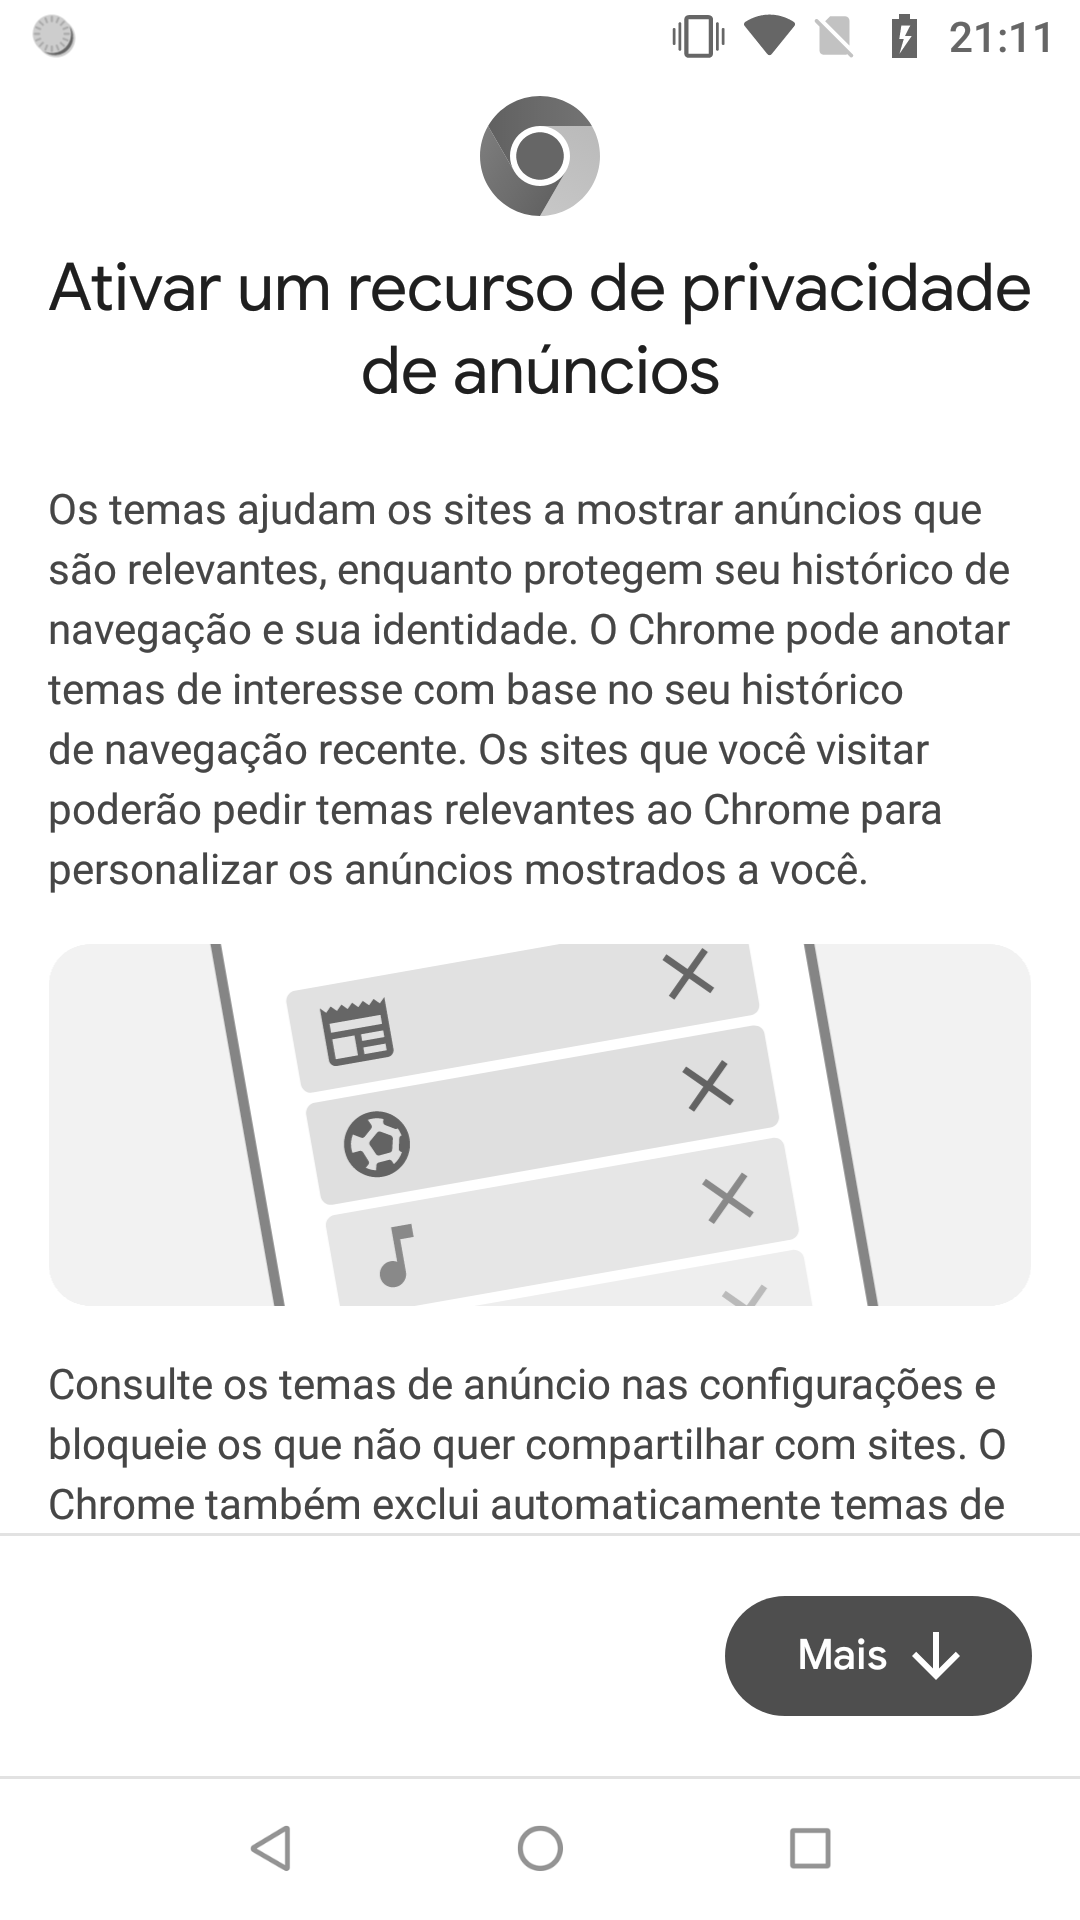 21:11
Ativar um recurso de privacidade
de anúncios
Os temas ajudam os sites a mostrar anúncios que
são relevantes, enquanto protegem seu histórico de
navegação e sua identidade. O Chrome pode anotar
temas de interesse com base no seu histórico
de navegação recente. Os sites que você visitar
poderão pedir temas relevantes ao Chrome para
personalizar os anúncios mostrados a você.
Consulte os temas de anúncio nas configurações e
bloqueie os que não quer compartilhar com sites. O
Chrome também exclui automaticamente temas de
Mais